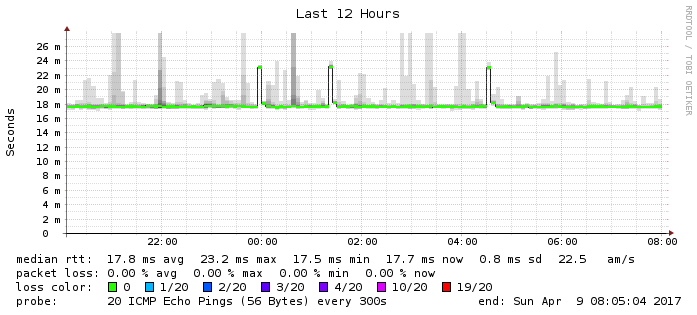 Last 12 Hours
RRDTOOL / TOBI OETIKER
Seconds
26 m
24 m
22 m
20 m
18 m
16 m
14 m
12 m
10 m
8 m
6 m
4 m
2 m
0
22:00 00:00 02:00 04:00 06:00 08:00
median rtt: 17.8 ms avg 23.2 ms max 17.5 ms min 17.7 ms now 0.8 ms sd 22.5 am/s
packet loss: 0.00 % avg 0.00 % max 0.00 % min 0.00 % now
loss color: 0 1/20 2/20 3/20 4/20 10/20 19/20
probe: 20 ICMP Echo Pings (56 Bytes) every 300s end: Sun Apr 9 08:05:04 2017